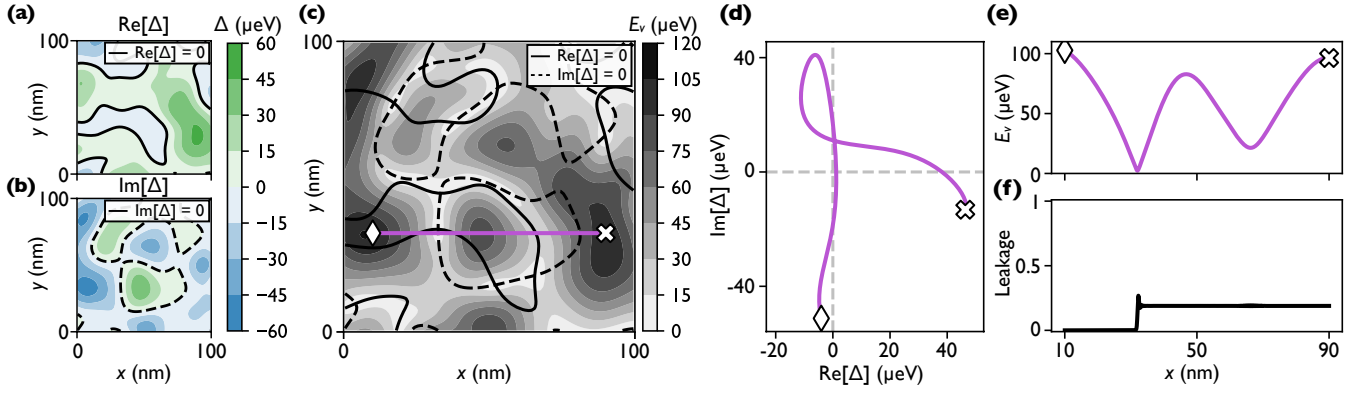 (a)
Re[Δ]
Δ (μeV)
100
Re[Δ] = 0
y (nm)
0
(b)
Im[Δ]
100
Im[Δ] = 0
y (nm)
0
0
100
x (nm)
60
45
30
15
0
−15
−30
−45
−60
(c)
Eᵥ (μeV)
100
Re[Δ] = 0
Im[Δ] = 0
y (nm)
0
0
50
100
x (nm)
120
105
90
75
60
45
30
15
0
(d)
40
0
-40
Im[Δ] (μeV)
-20
0
20
40
Re[Δ] (μeV)
(e)
100
50
0
Eᵥ (μeV)
(f)
1
0.5
0
Leakage
10
50
90
x (nm)